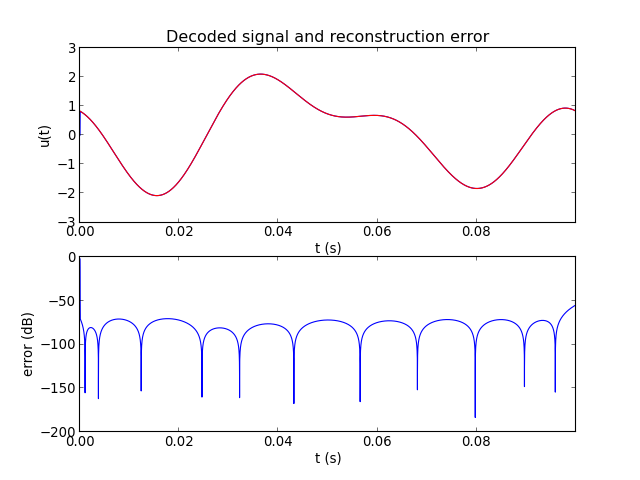 Decoded signal and reconstruction error
3
2
1
0
−1
−2
−3
u(t)
0.00 0.02 0.04 0.06 0.08
t (s)
0
−50
−100
−150
−200
error (dB)
0.00 0.02 0.04 0.06 0.08
t (s)